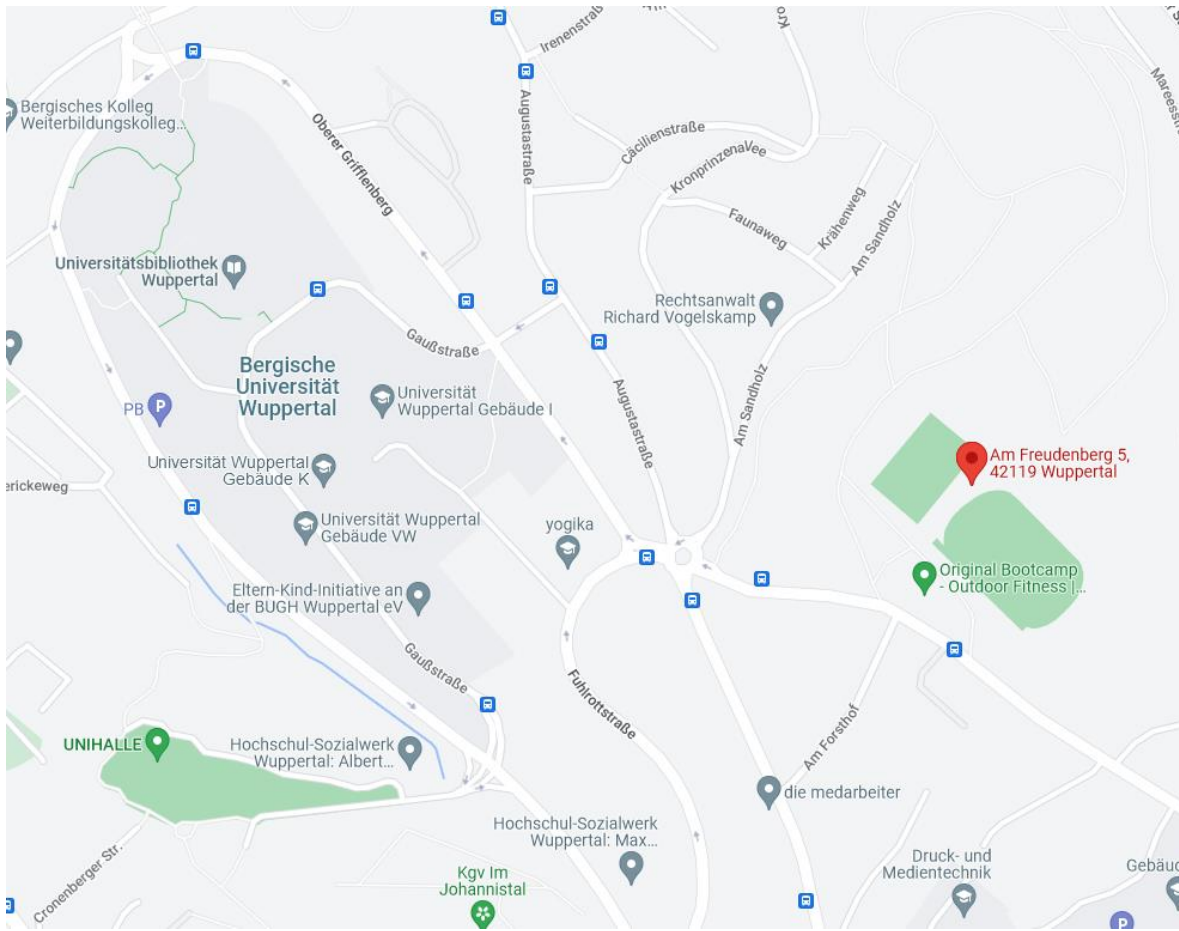 Irenenstraße
Kro
Mareesstr
Bergisches Kolleg
Weiterbildungskolleg...
Oberer Grifflenberg
Augustastraße
Cäcilienstraße
KronprinzenaVee
Krähenweg
Faunaweg
Am Sandholz
Universitätsbibliothek
Wuppertal
Rechtsanwalt
Richard Vogelskamp
Gaußstraße
Bergische
Universität
Wuppertal
Universität
Wuppertal Gebäude I
PB
P
Augustastraße
Am Sandholz
Am Freudenberg 5,
42119 Wuppertal
Universität Wuppertal
Gebäude K
erickeweg
Universität Wuppertal
Gebäude VW
yogika
Original Bootcamp
- Outdoor Fitness |...
Eltern-Kind-Initiative an
der BUGH Wuppertal eV
Gaußstraße
Fuhlrottstraße
Am Forsthof
UNIHALLE
Hochschul-Sozialwerk
Wuppertal: Albert...
die medarbeiter
Hochschul-Sozialwerk
Wuppertal: Max...
Cronenberger Str.
Kgv Im
Johannistal
Druck- und
Medientechnik
Gebäud
P